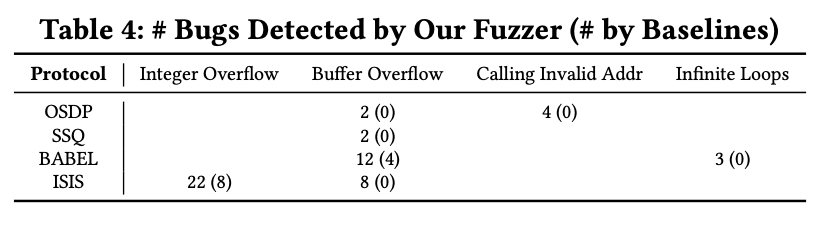 Table 4: # Bugs Detected by Our Fuzzer (# by Baselines)
Protocol Integer Overflow Buffer Overflow Calling Invalid Addr Infinite Loops
OSDP 2 (0) 4 (0)
SSQ 2 (0)
BABEL 12 (4) 3 (0)
ISIS 22 (8) 8 (0)